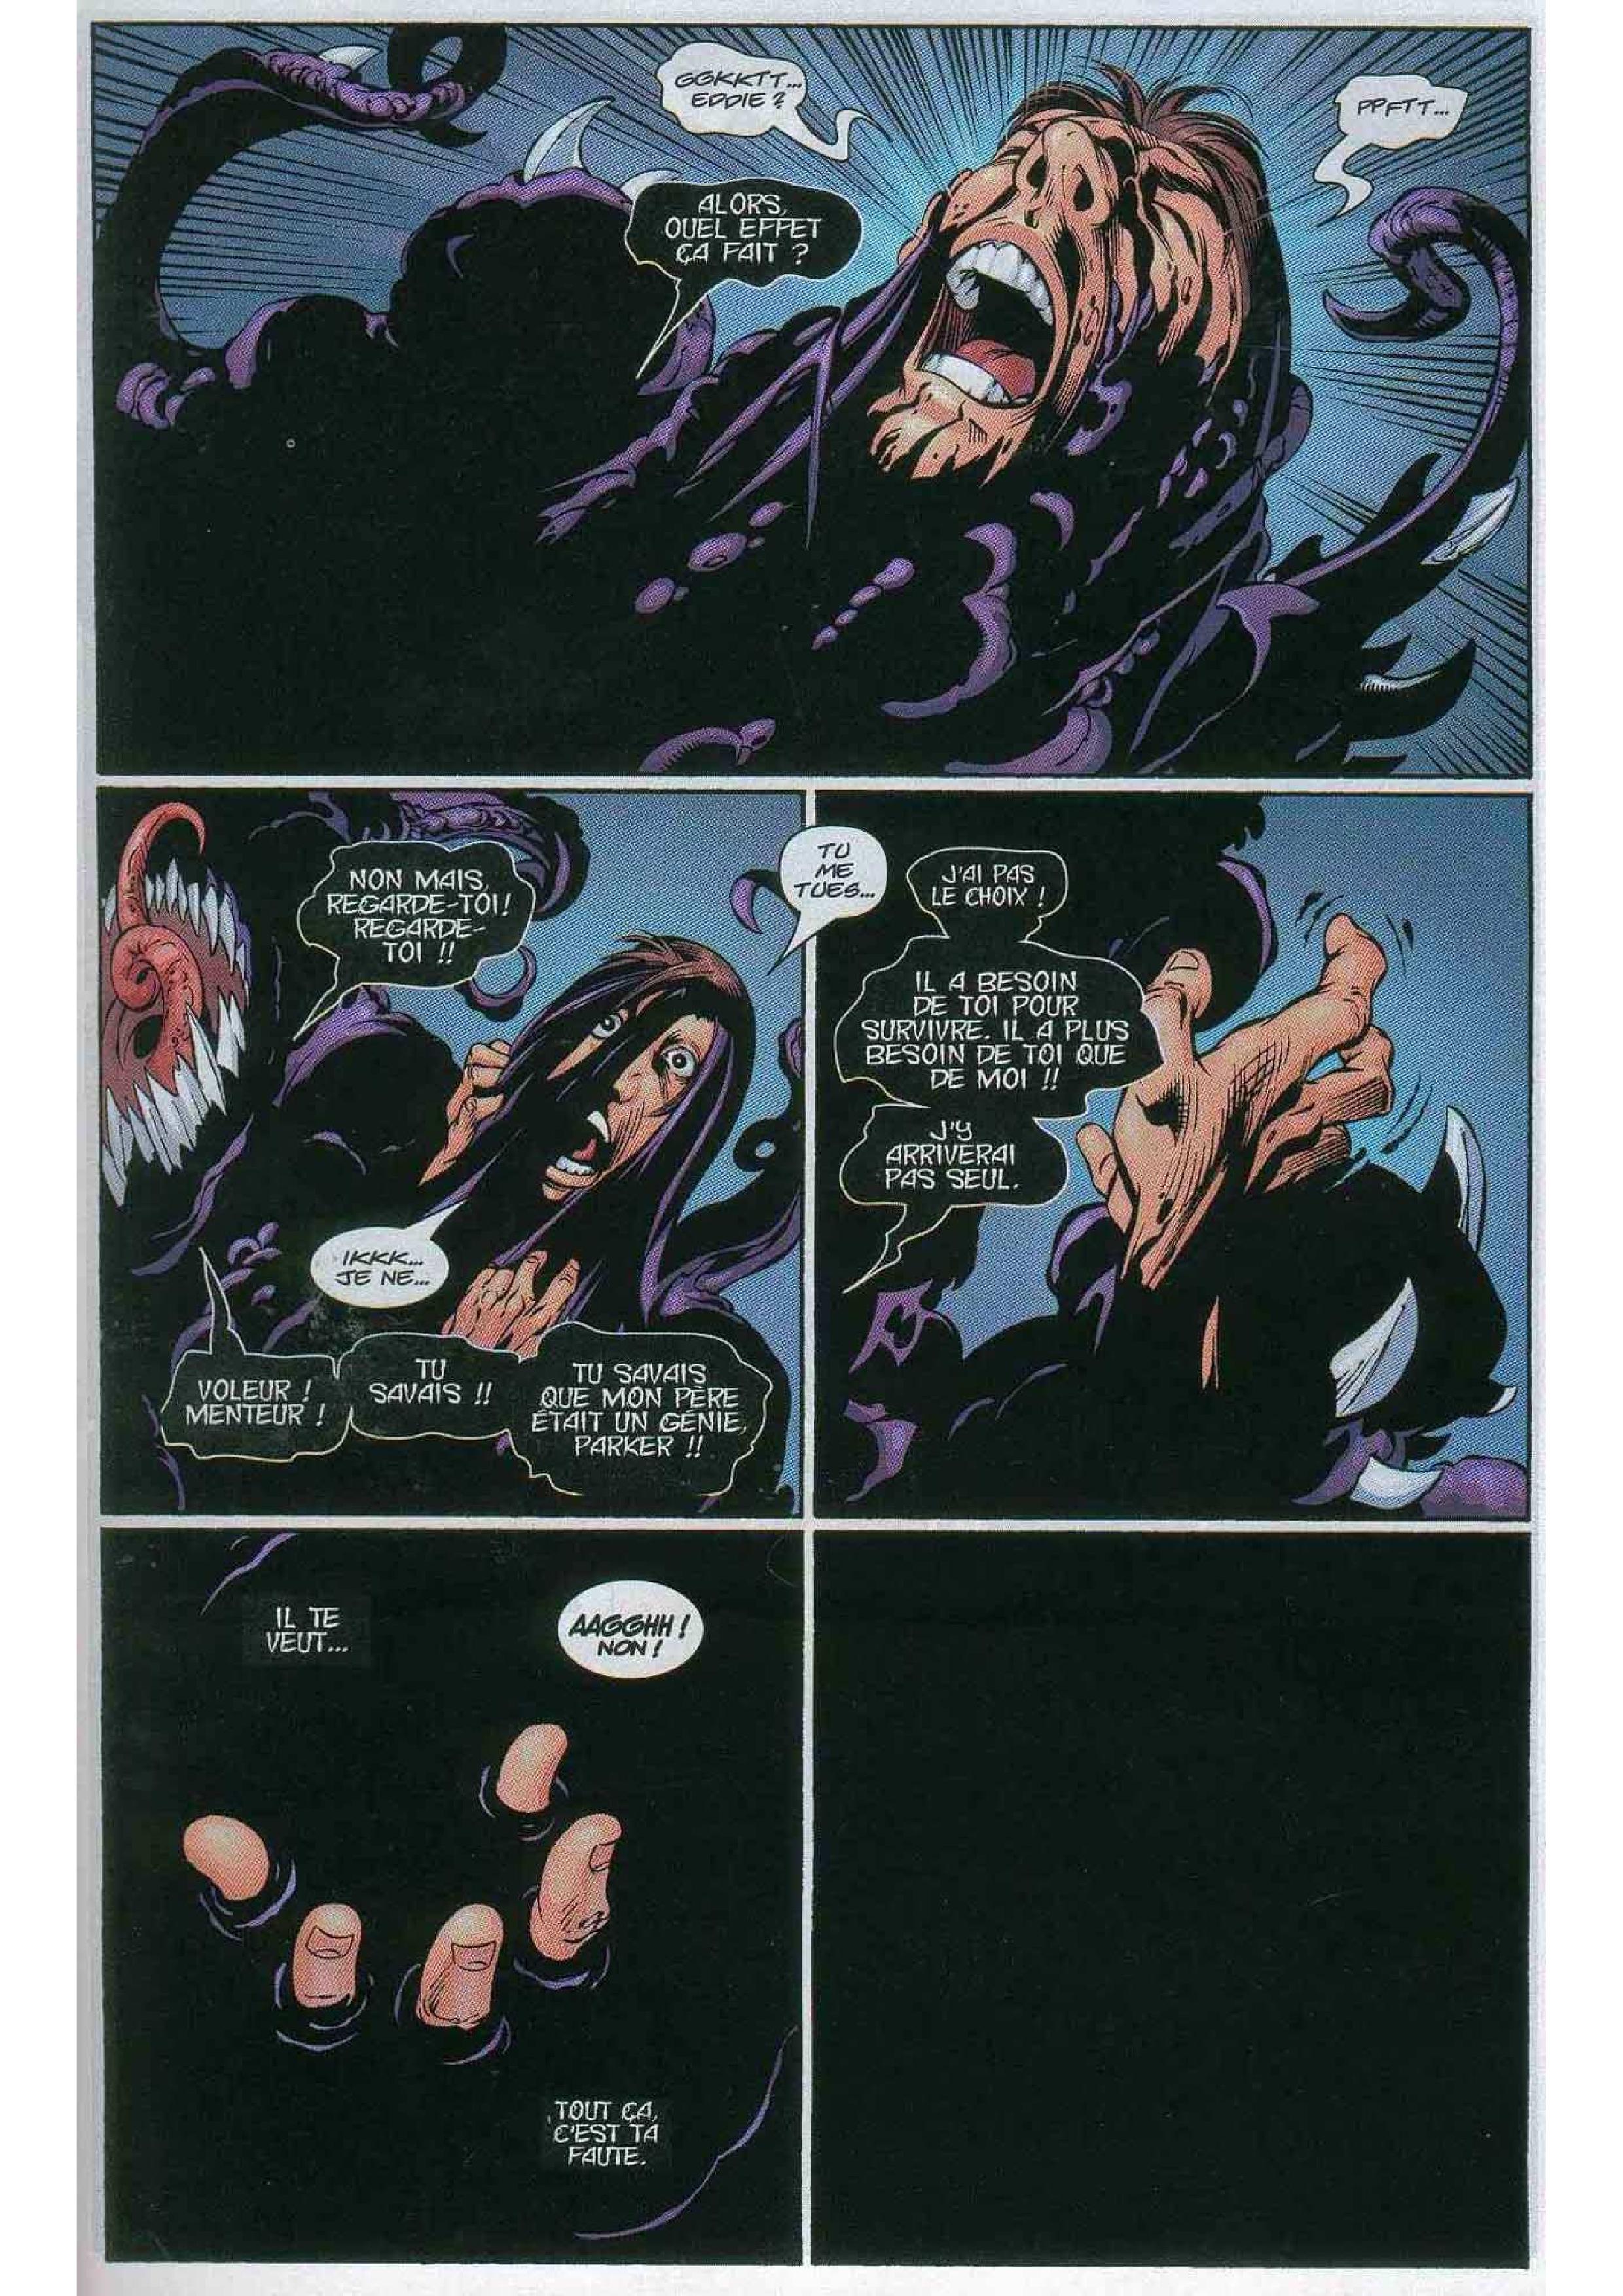 GGKKTT...
EDDIE ?
PPFTT...
ALORS,
QUEL EFFET
ÇA FAIT ?
NON MAIS,
REGARDE-TOI!
REGARDE-
TOI !!
IKKK...
JE NE...
VOLEUR !
MENTEUR !
TU
SAVAIS !!
TU SAVAIS
QUE MON PÈRE
ÉTAIT UN GÉNIE,
PARKER !!
TU
ME
TUES...
J'AI PAS
LE CHOIX !
IL A BESOIN
DE TOI POUR
SURVIVRE. IL A PLUS
BESOIN DE TOI QUE
DE MOI !!
J'Y
ARRIVERAI
PAS SEUL.
IL TE
VEUT...
AAGGHH !
NON !
TOUT ÇA,
C'EST TA
FAUTE.